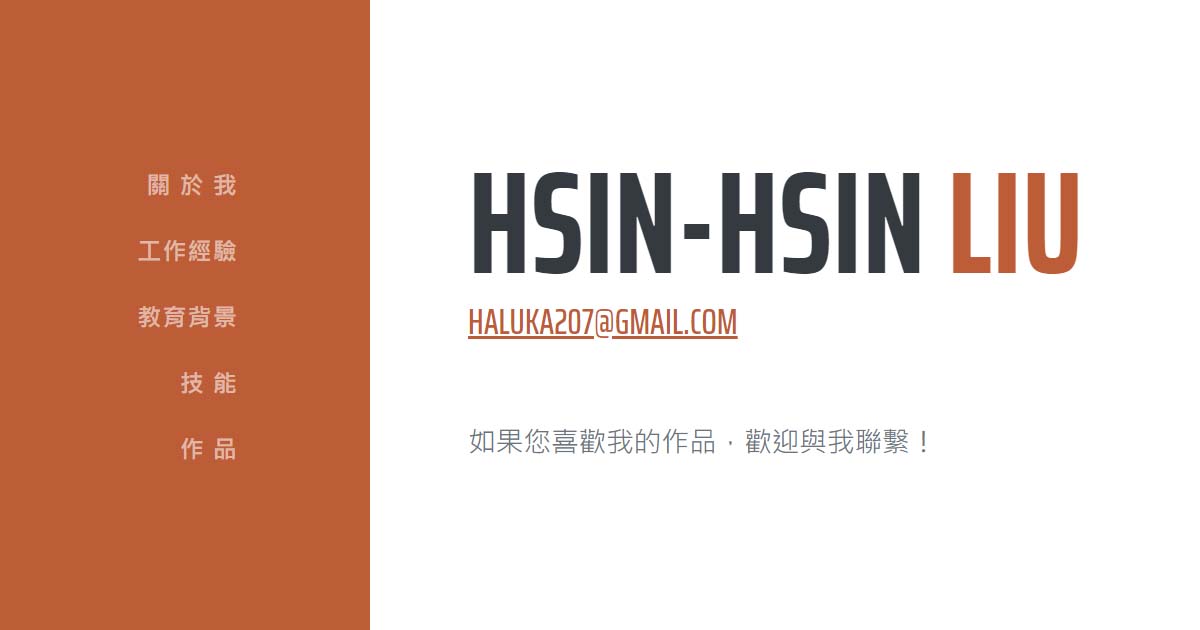 關 於 我
工作經驗
教育背景
技 能
作 品
HSIN-HSIN LIU
HALUKA207@GMAIL.COM
如果您喜歡我的作品，歡迎與我聯繫！